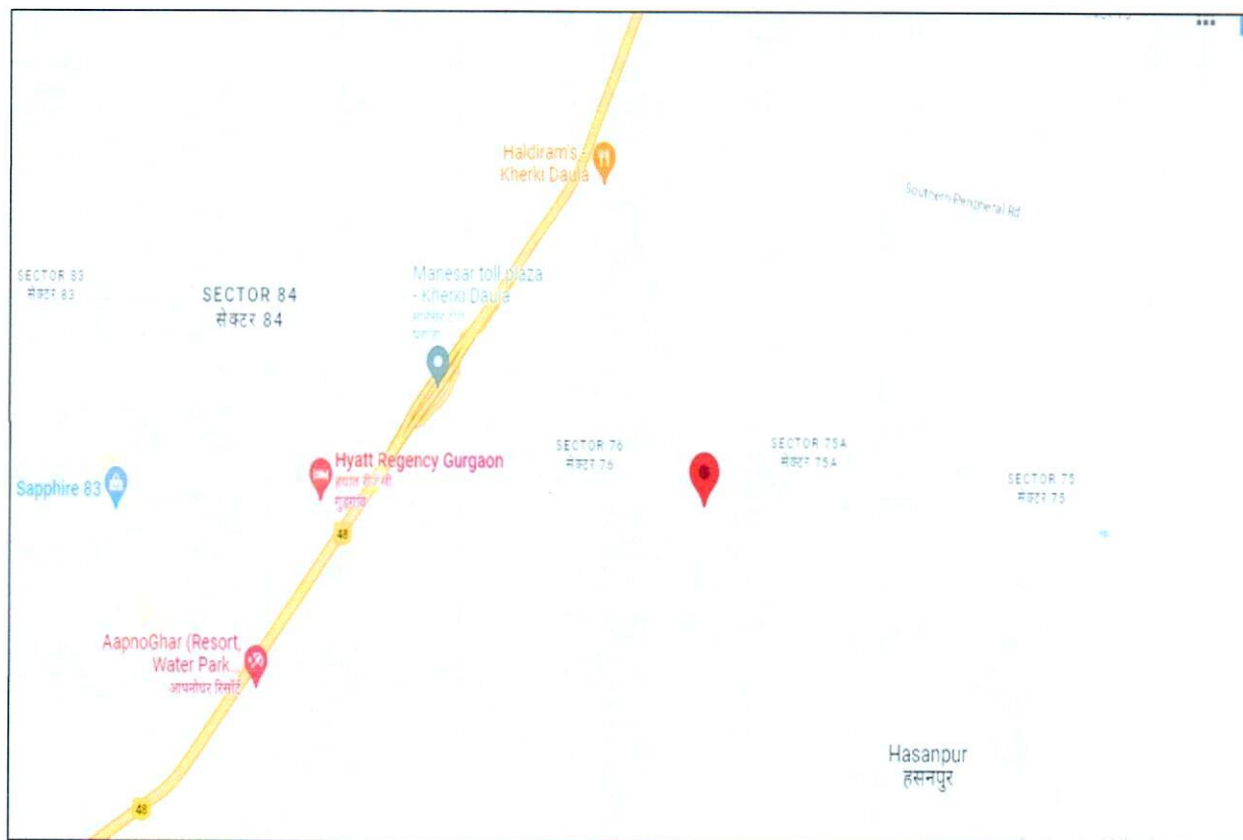 Haldiram's -
Kherki Daula
Southern Peripheral Rd
SECTOR 83
सेक्टर 83
SECTOR 84
सेक्टर 84
Manesar toll plaza
- Kherki Daula
SECTOR 76
सेक्टर 76
SECTOR 75A
सेक्टर 75A
SECTOR 75
सेक्टर 75
Hyatt Regency Gurgaon
Sapphire 83
48
AapnoGhar (Resort,
Water Park...
आपनोघर रिसॉर्ट
Hasanpur
हसनपुर
48